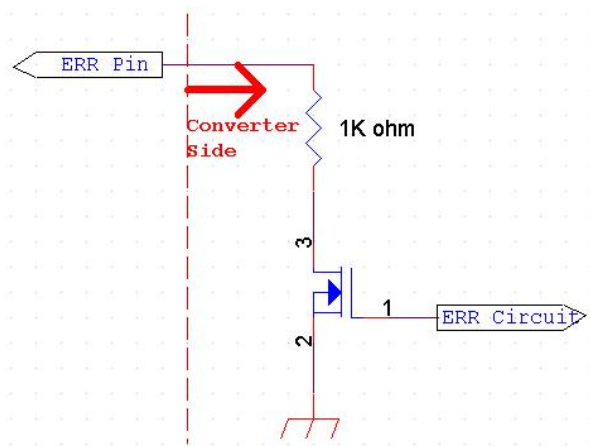 ERR Pin
Converter
Side
1K ohm
3
1
ERR Circuit
2